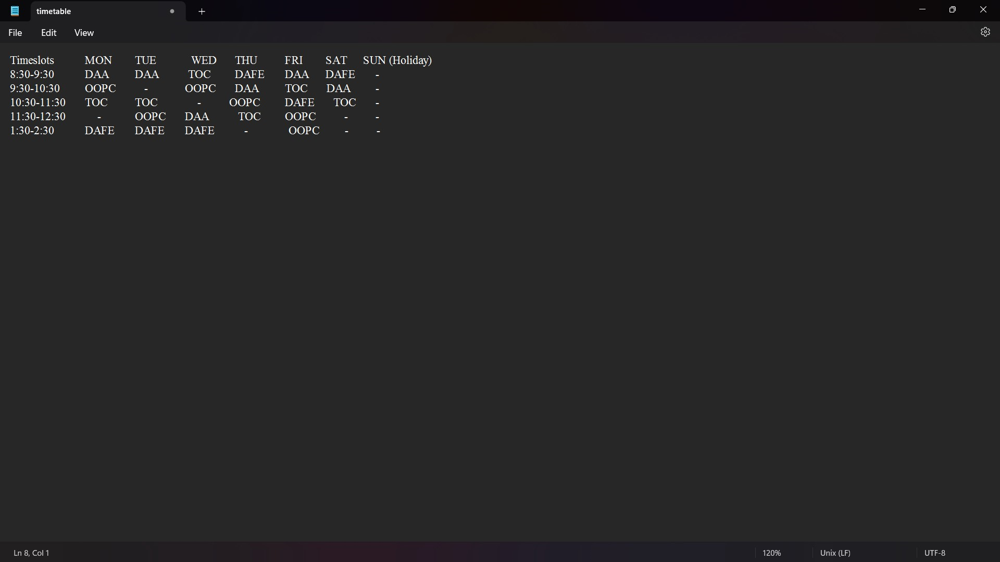 timetable
File Edit View
Timeslots MON TUE WED THU FRI SAT SUN (Holiday)
8:30-9:30 DAA DAA TOC DAFE DAA DAFE -
9:30-10:30 OOPC - OOPC DAA TOC DAA -
10:30-11:30 TOC TOC - OOPC DAFE TOC -
11:30-12:30 - OOPC DAA TOC OOPC - -
1:30-2:30 DAFE DAFE DAFE - OOPC - -
Ln 8, Col 1 120% Unix (LF) UTF-8